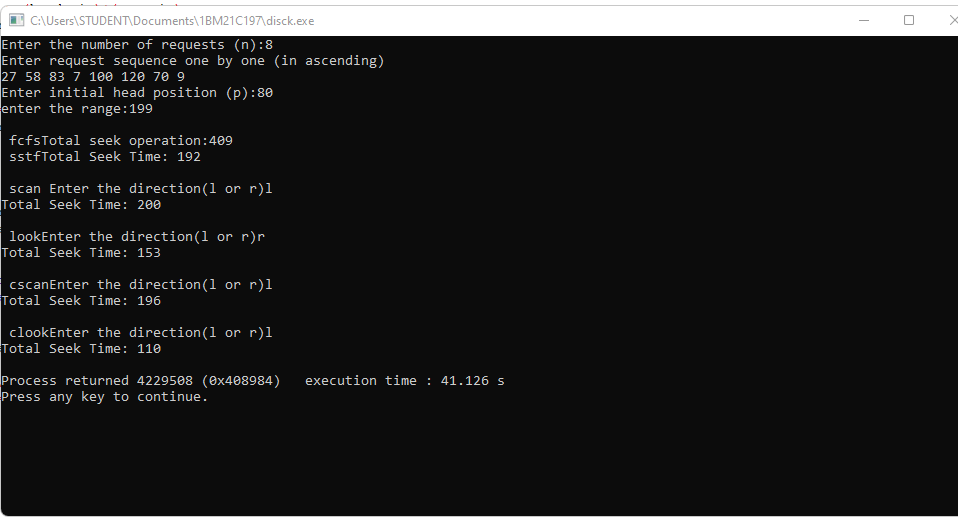 C:\Users\STUDENT\Documents\1BM21C197\disck.exe
Enter the number of requests (n):8
Enter request sequence one by one (in ascending)
27 58 83 7 100 120 70 9
Enter initial head position (p):80
enter the range:199
fcfsTotal seek operation:409
sstfTotal Seek Time: 192
scan Enter the direction(l or r)l
Total Seek Time: 200
lookEnter the direction(l or r)r
Total Seek Time: 153
cscanEnter the direction(l or r)l
Total Seek Time: 196
clookEnter the direction(l or r)l
Total Seek Time: 110
Process returned 4229508 (0x408984)   execution time : 41.126 s
Press any key to continue.